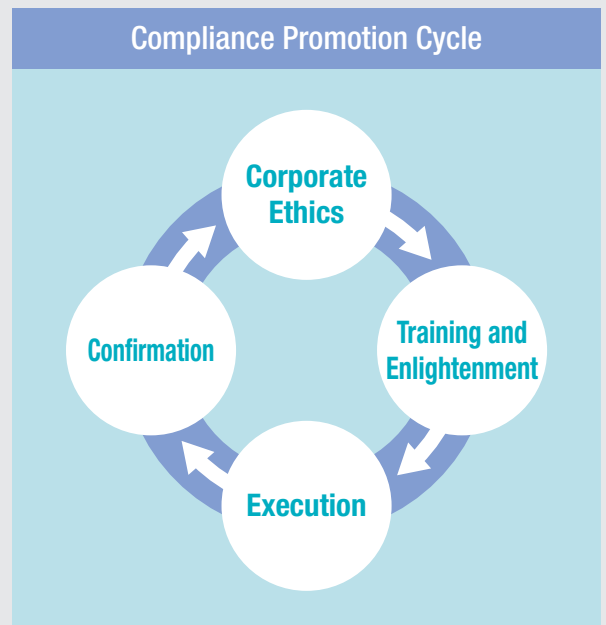 Compliance Promotion Cycle
Corporate
Ethics
Training and
Enlightenment
Execution
Confirmation